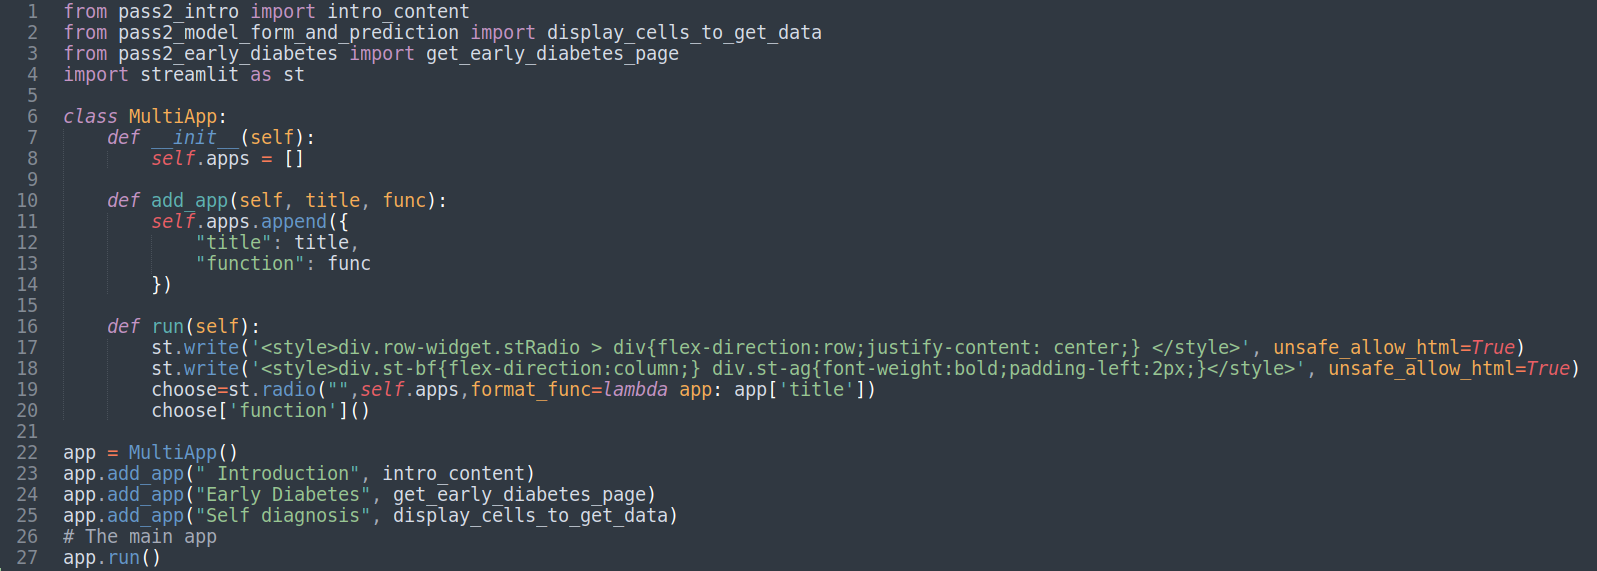 1 from pass2_intro import intro_content
2 from pass2_model_form_and_prediction import display_cells_to_get_data
3 from pass2_early_diabetes import get_early_diabetes_page
4 import streamlit as st
5
6 class MultiApp:
7     def __init__(self):
8         self.apps = []
9
10     def add_app(self, title, func):
11         self.apps.append({
12             "title": title,
13             "function": func
14         })
15
16     def run(self):
17         st.write('<style>div.row-widget.stRadio > div{flex-direction:row;justify-content: center;} </style>', unsafe_allow_html=True)
18         st.write('<style>div.st-bf{flex-direction:column;} div.st-ag{font-weight:bold;padding-left:2px;}</style>', unsafe_allow_html=True)
19         choose=st.radio("",self.apps,format_func=lambda app: app['title'])
20         choose['function']()
21
22 app = MultiApp()
23 app.add_app(" Introduction", intro_content)
24 app.add_app("Early Diabetes", get_early_diabetes_page)
25 app.add_app("Self diagnosis", display_cells_to_get_data)
26 # The main app
27 app.run()